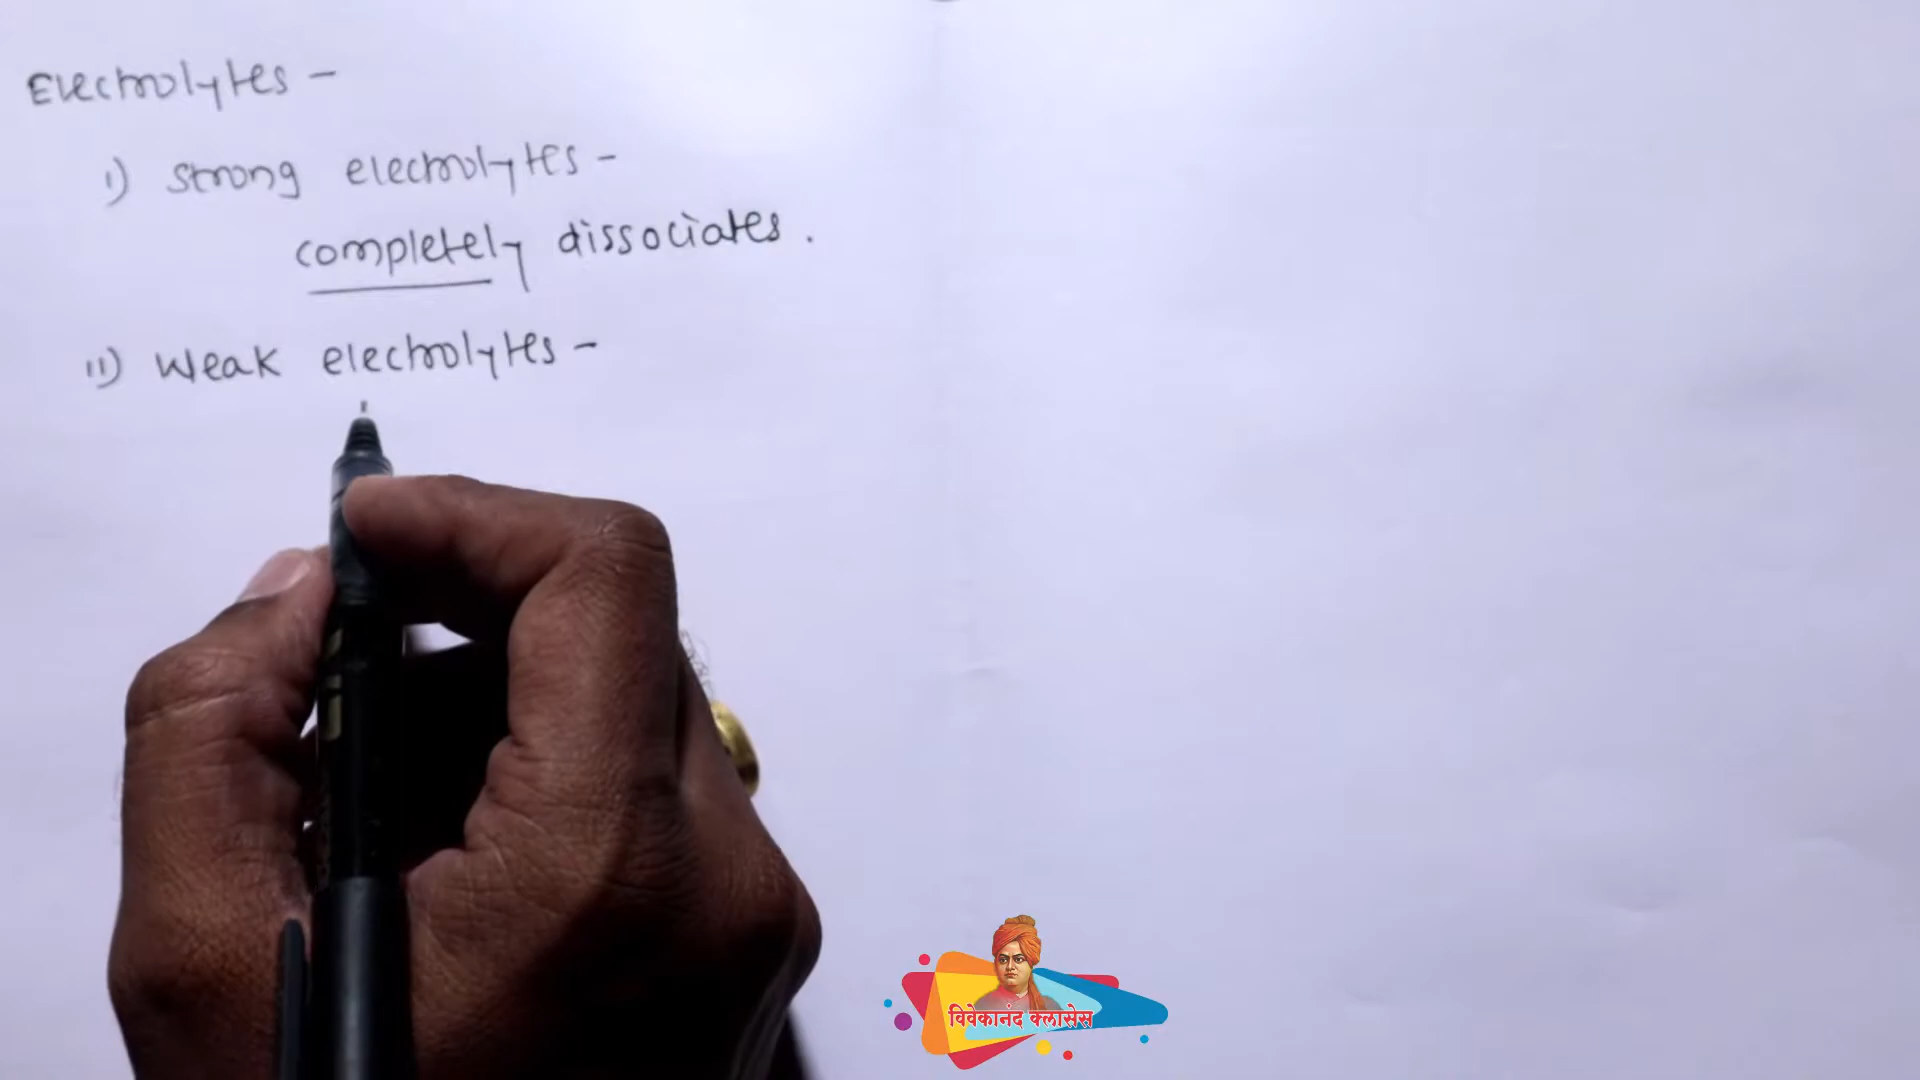 Electrolytes -
i) Strong electrolytes -
completely dissociates.
ii) Weak electrolytes -
विवेकानंद क्लासेस